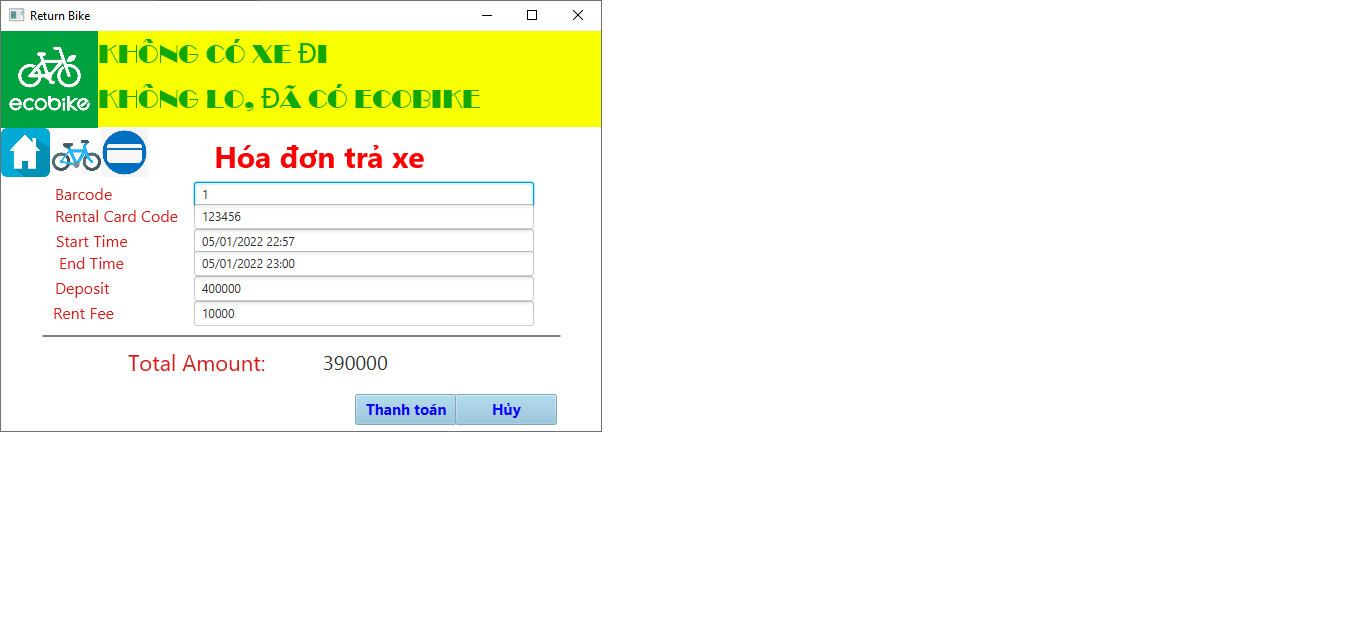 Return Bike
KHÔNG CÓ XE ĐI
KHÔNG LO, ĐÃ CÓ ECOBIKE
ecobike
Hóa đơn trả xe
Barcode 1
Rental Card Code 123456
Start Time 05/01/2022 22:57
End Time 05/01/2022 23:00
Deposit 400000
Rent Fee 10000
Total Amount: 390000
Thanh toán Hủy